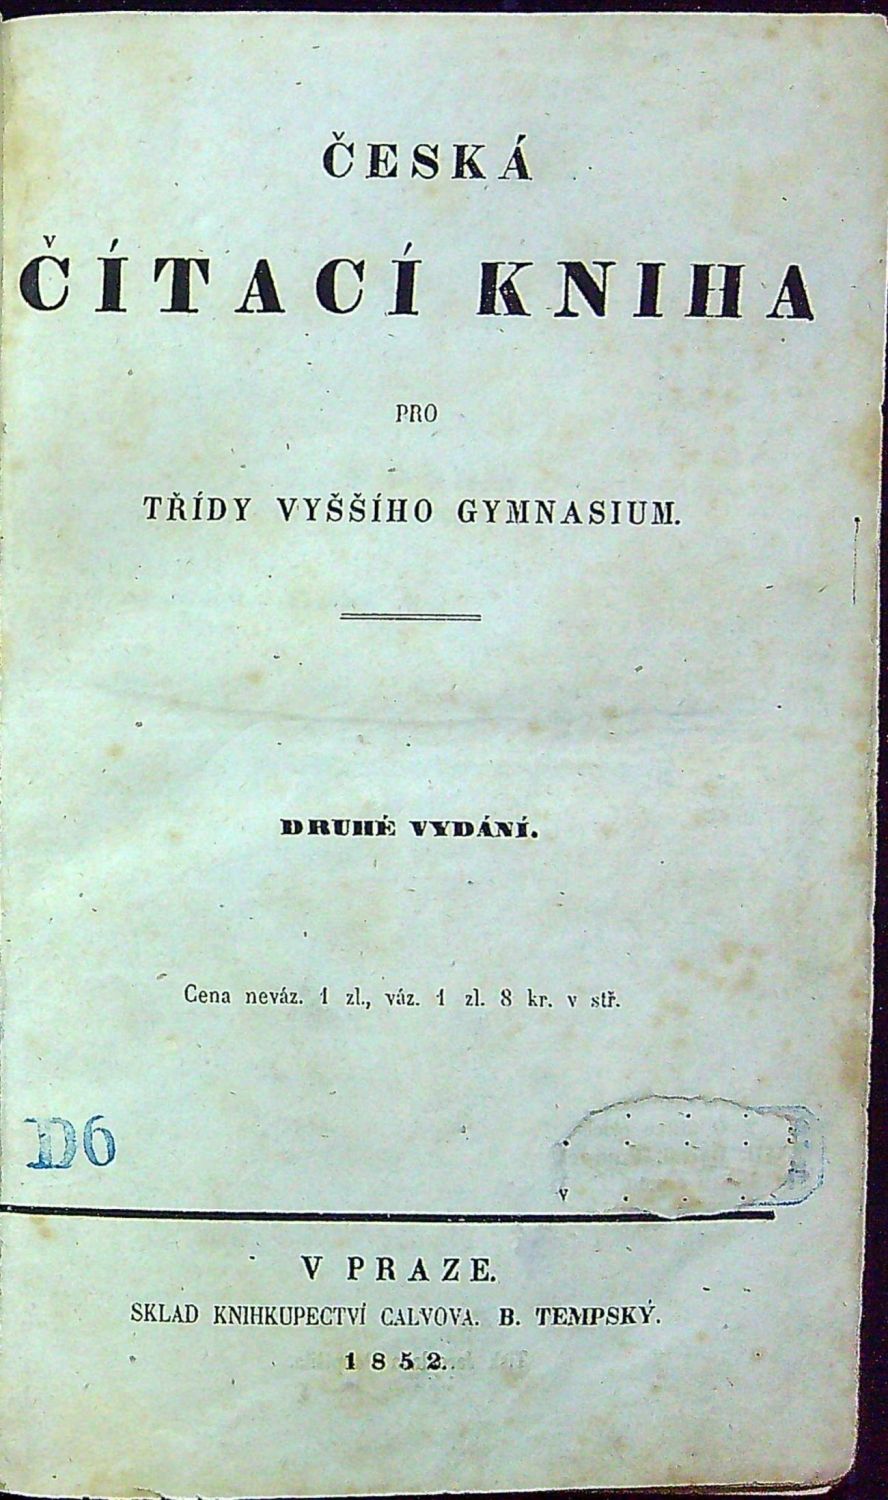 ČESKÁ
ČÍTACÍ KNIHA
PRO
TŘÍDY VYŠŠÍHO GYMNASIUM.
DRUHÉ VYDÁNÍ.
Cena neváz. 1 zl., váz. 1 zl. 8 kr. v stř.
D6
V PRAZE.
SKLAD KNIHKUPECTVÍ CALVOVA. B. TEMPSKÝ.
1852.